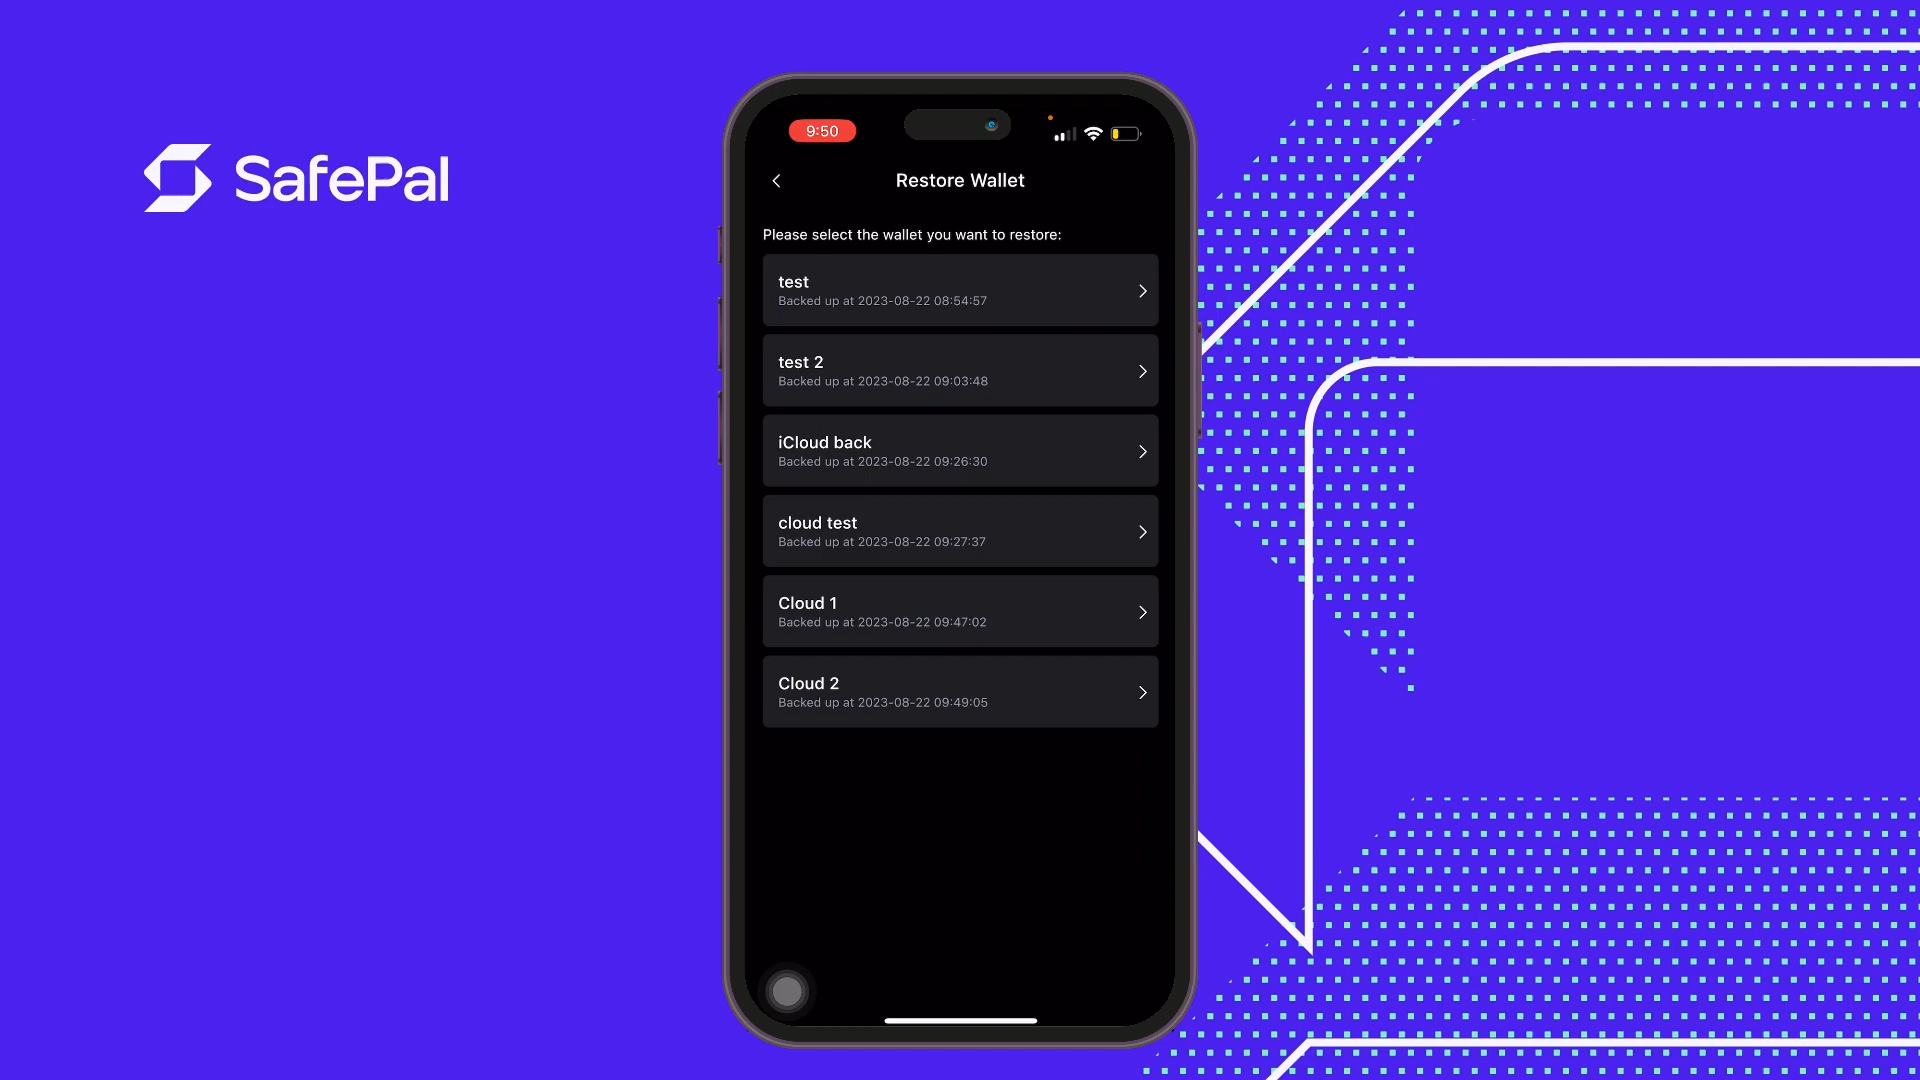 SafePal
9:50
Restore Wallet
Please select the wallet you want to restore:
test
Backed up at 2023-08-22 08:54:57
test 2
Backed up at 2023-08-22 09:03:48
iCloud back
Backed up at 2023-08-22 09:26:30
cloud test
Backed up at 2023-08-22 09:27:37
Cloud 1
Backed up at 2023-08-22 09:47:02
Cloud 2
Backed up at 2023-08-22 09:49:05